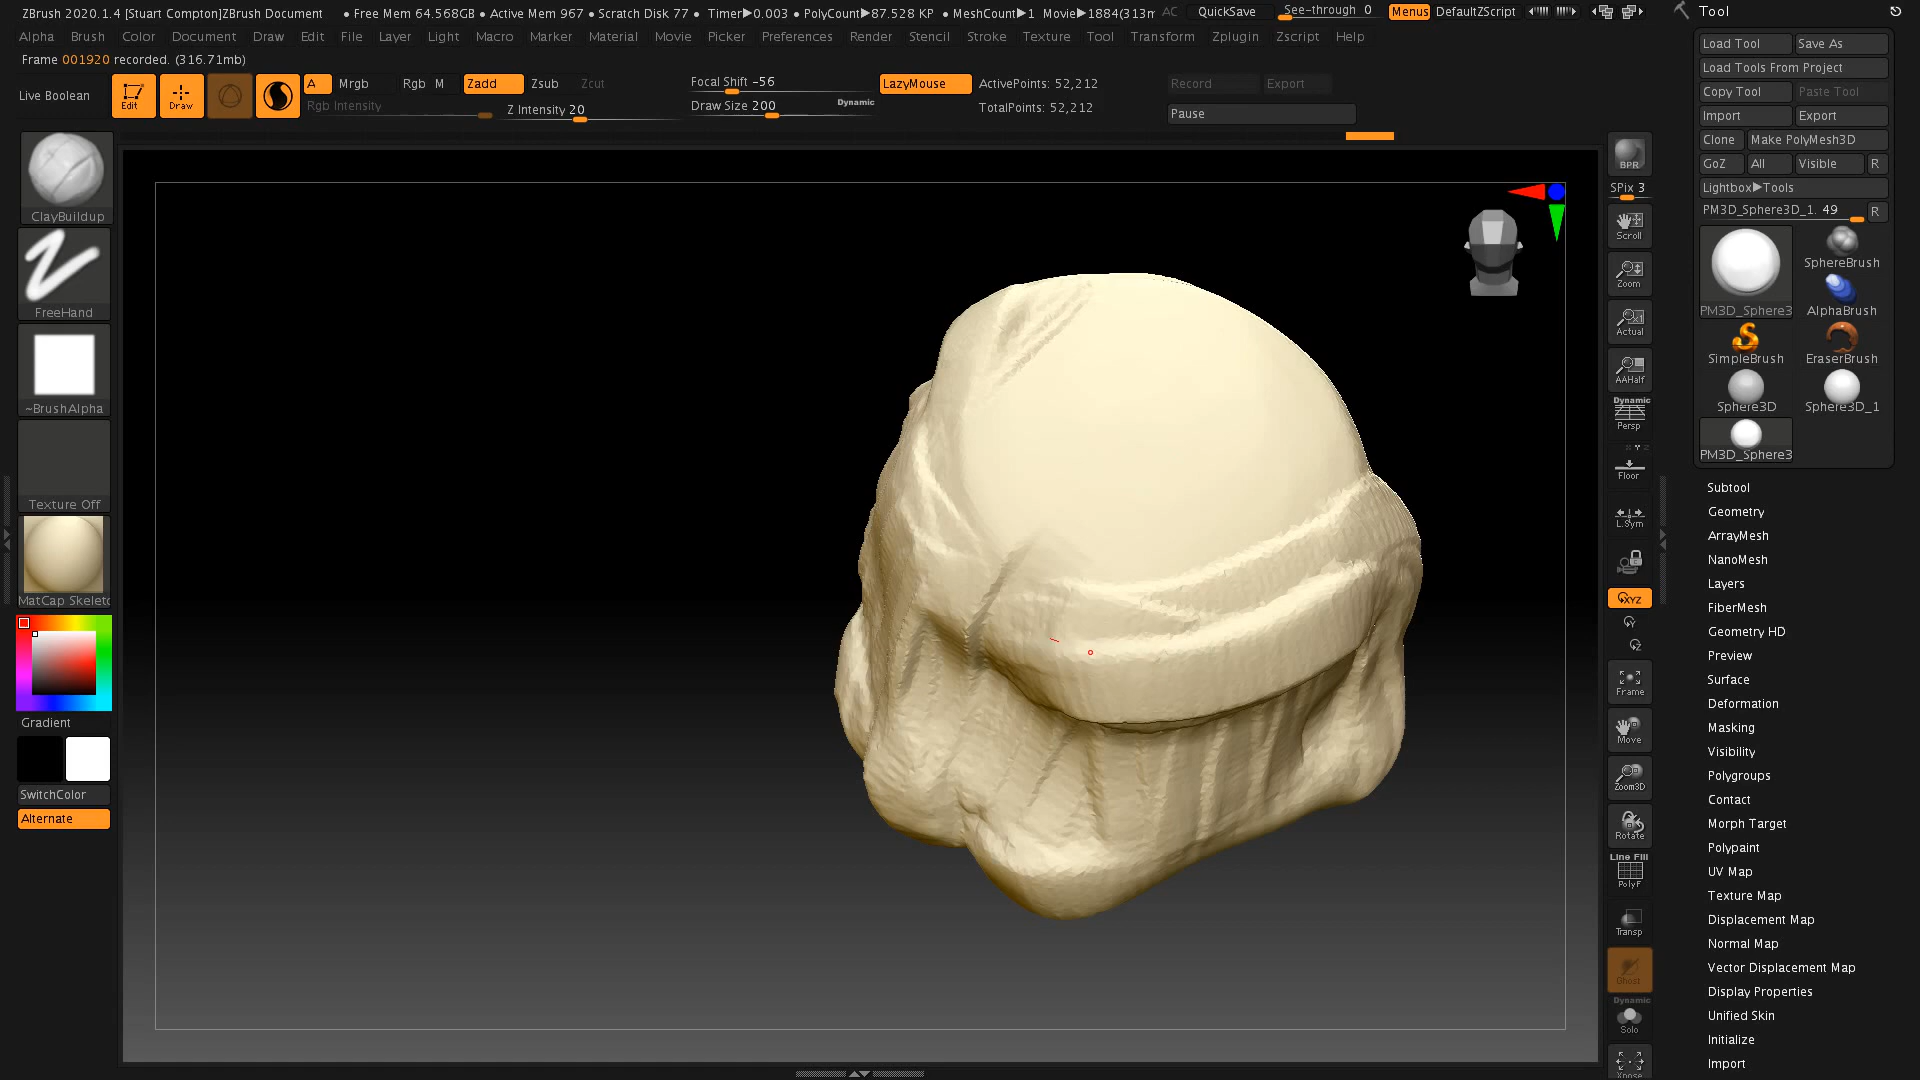 ZBrush 2020.1.4 [Stuart Compton]ZBrush Document • Free Mem 64.568GB • Active Mem 967 • Scratch Disk 77 • Timer▶0.003 • PolyCount▶87.528 KP • MeshCount▶1 Movie▶1884(313m AC QuickSave See-through 0 Menus DefaultZScript
Alpha Brush Color Document Draw Edit File Layer Light Macro Marker Material Movie Picker Preferences Render Stencil Stroke Texture Tool Transform Zplugin Zscript Help
Frame 001920 recorded. (316.71mb)
Live Boolean
Edit
Draw
A Mrgb Rgb M Zadd Zsub Zcut
Rgb Intensity
Z Intensity 20
Focal Shift -56
Draw Size 200
Dynamic
LazyMouse
ActivePoints: 52,212
TotalPoints: 52,212
Record Export
Pause
ClayBuildup
FreeHand
~BrushAlpha
Texture Off
MatCap Skeleto
Gradient
SwitchColor
Alternate
BPR
SPix 3
Scroll
Zoom
Actual
AAHalf
Dynamic
Persp
Floor
L.Sym
XYZ
Y
Z
Frame
Move
Zoom3D
Rotate
Line Fill
PolyF
Transp
Ghost
Dynamic
Solo
Xpose
Tool
Load Tool Save As
Load Tools From Project
Copy Tool Paste Tool
Import Export
Clone Make PolyMesh3D
GoZ All Visible R
Lightbox▶Tools
PM3D_Sphere3D_1. 49 R
PM3D_Sphere3
SphereBrush
AlphaBrush
SimpleBrush EraserBrush
Sphere3D Sphere3D_1
PM3D_Sphere3
Subtool
Geometry
ArrayMesh
NanoMesh
Layers
FiberMesh
Geometry HD
Preview
Surface
Deformation
Masking
Visibility
Polygroups
Contact
Morph Target
Polypaint
UV Map
Texture Map
Displacement Map
Normal Map
Vector Displacement Map
Display Properties
Unified Skin
Initialize
Import